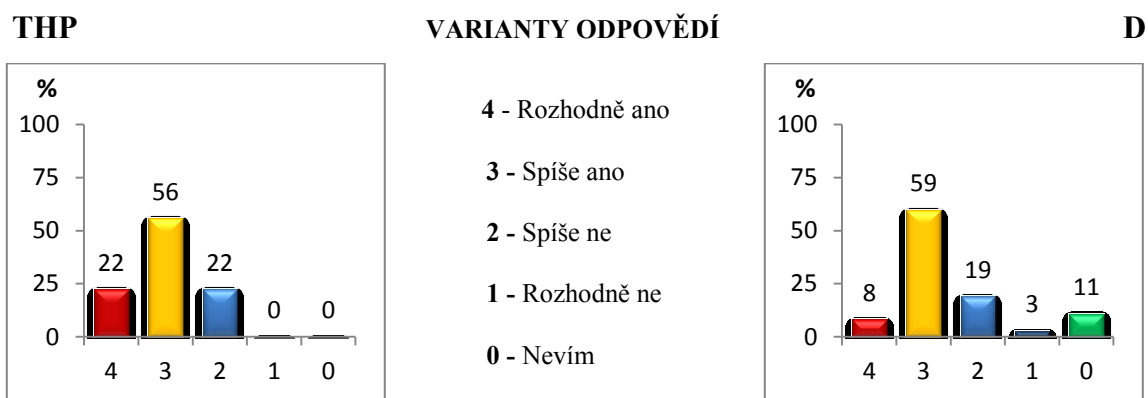 THP VARIANTY ODPOVĚDÍ D
%
100
75
50
25
0
22 56 22 0 0
4 3 2 1 0
4 - Rozhodně ano
3 - Spíše ano
2 - Spíše ne
1 - Rozhodně ne
0 - Nevím
%
100
75
50
25
0
8 59 19 3 11
4 3 2 1 0